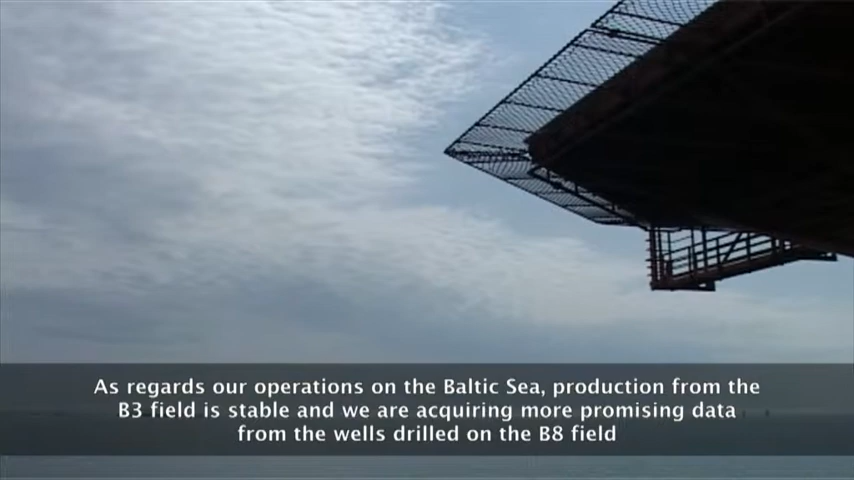 As regards our operations on the Baltic Sea, production from the
B3 field is stable and we are acquiring more promising data
from the wells drilled on the B8 field